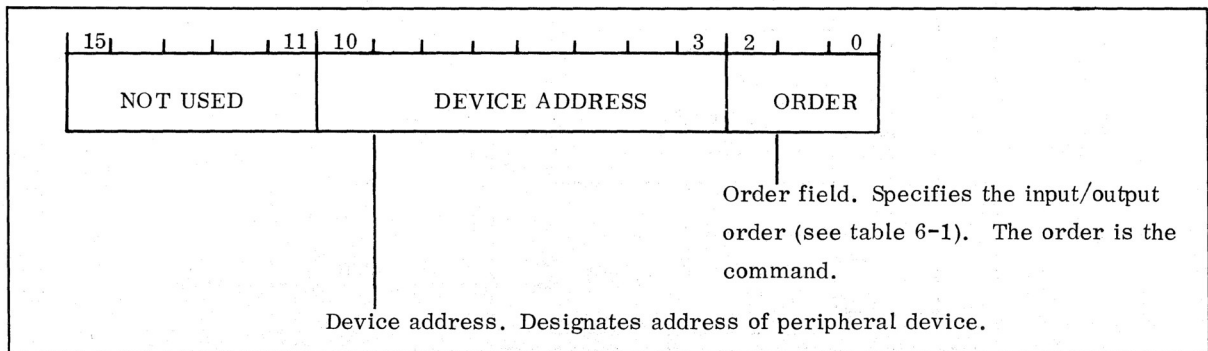 15 11 10 3 2 0
NOT USED DEVICE ADDRESS ORDER
Order field. Specifies the input/output
order (see table 6-1). The order is the
command.
Device address. Designates address of peripheral device.